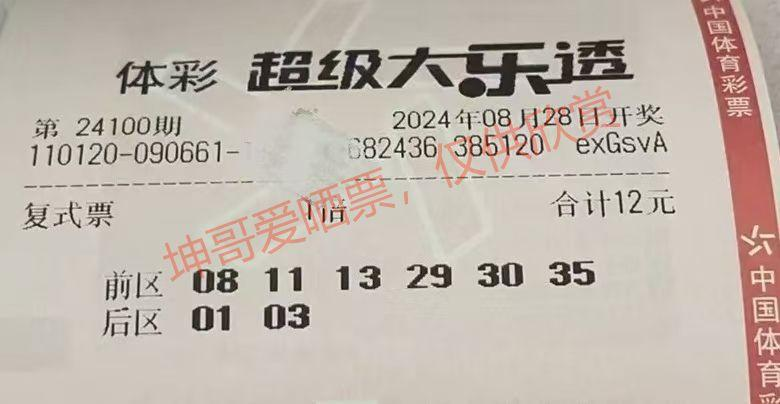 体彩 超级大乐透
第 24100期 2024年08月28日开奖
110120-090661- 682436 385120 exGsvA
复式票 1倍 合计12元
前区 08 11 13 29 30 35
后区 01 03
坤哥爱晒票，仅供欣赏
中国体育彩票
中国体育彩